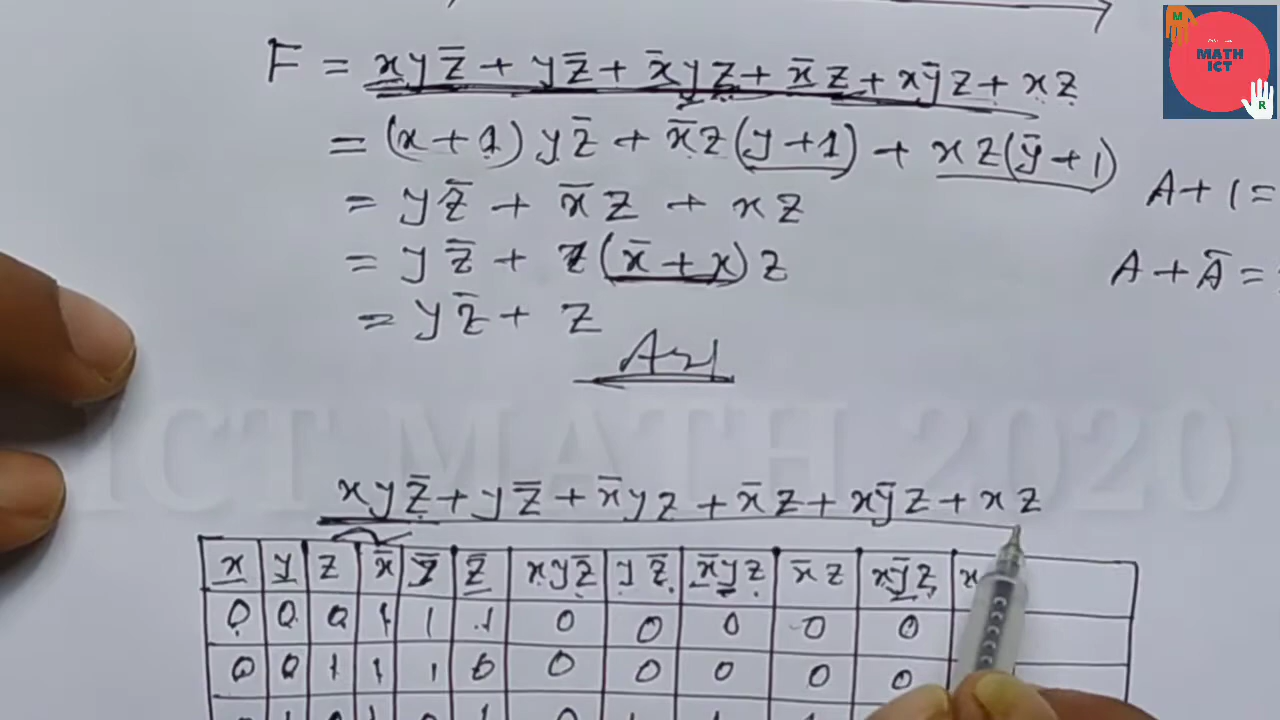 M
MATH
ICT
R
F = xyz̄ + yz̄ + x̄yz + x̄z + xȳz + xz
= (x+1) yz̄ + x̄z(y+1) + xz(ȳ+1)
A+1 =
= yz̄ + x̄z + xz
= yz̄ + (x̄+x)z
A+Ā =
= yz̄ + z
ICT MATH 2020
xyz̄ + yz̄ + x̄yz + x̄z + xȳz + xz
x y z x̄ ȳ z̄ xyz̄ yz̄ x̄yz x̄z xȳz x
0 0 0 1 1 1 0 0 0 0 0
0 0 1 1 1 0 0 0 0 0 0